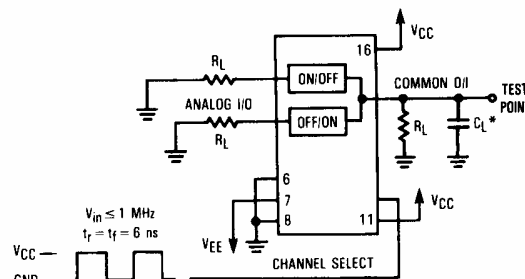 16
VCC
RL
ON/OFF
COMMON O/I
TEST
POINT
ANALOG I/O
OFF/ON
RL
RL
CL*
6
7
8
11
VCC
VEE
Vin ≤ 1 MHz
tr = tf = 6 ns
CHANNEL SELECT
VCC
GND